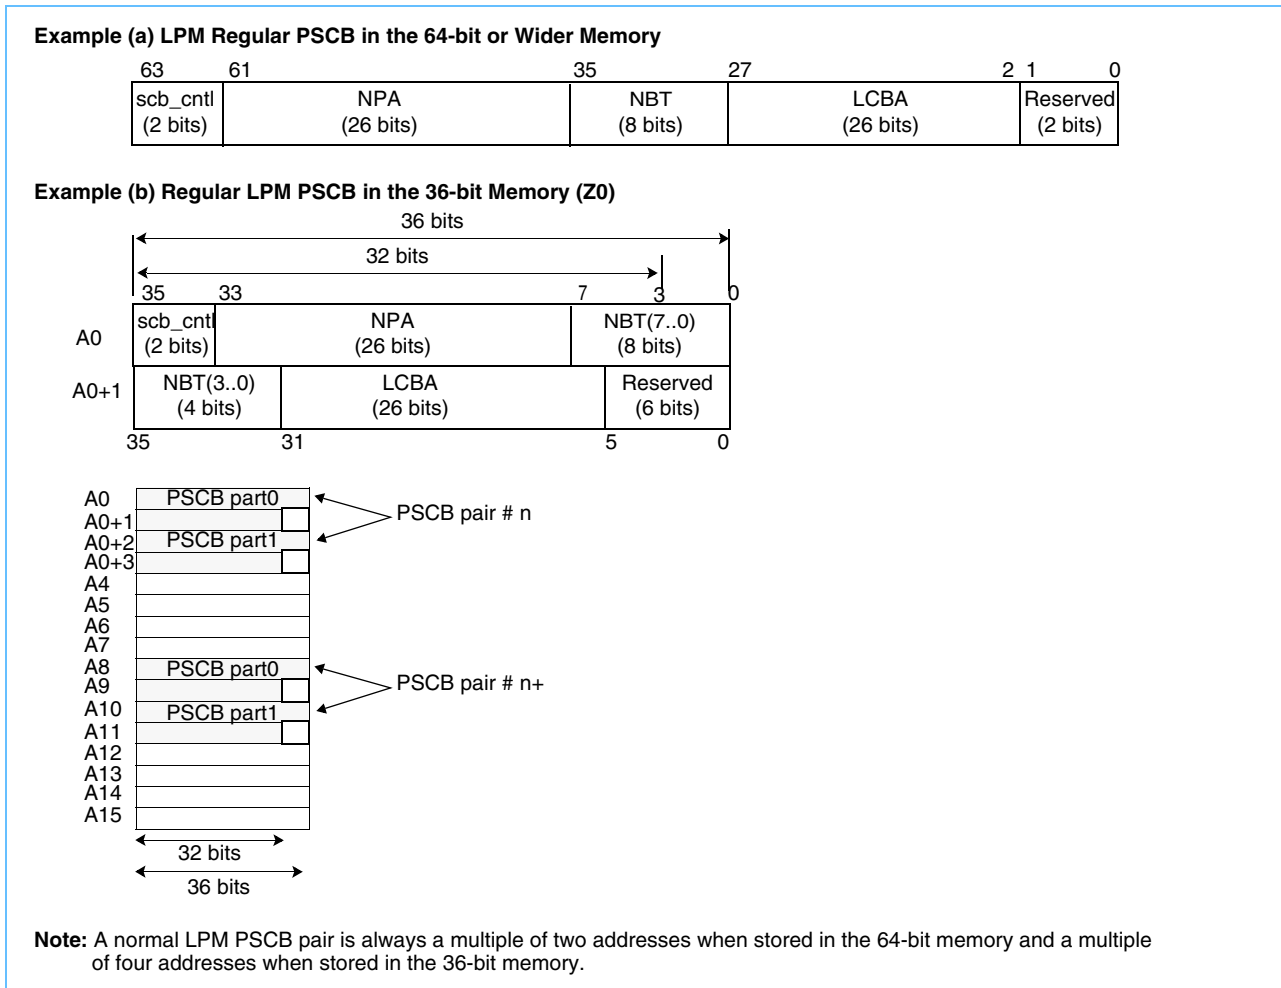 Example (a) LPM Regular PSCB in the 64-bit or Wider Memory
63 61 35 27 2 1 0
scb_cntl NPA NBT LCBA Reserved
(2 bits) (26 bits) (8 bits) (26 bits) (2 bits)
Example (b) Regular LPM PSCB in the 36-bit Memory (Z0)
36 bits
32 bits
35 33 7 3 0
scb_cntl NPA NBT(7..0)
A0 (2 bits) (26 bits) (8 bits)
A0+1 NBT(3..0) LCBA Reserved
(4 bits) (26 bits) (6 bits)
35 31 5 0
A0 PSCB part0
A0+1 PSCB pair # n
A0+2 PSCB part1
A0+3
A4
A5
A6
A7
A8 PSCB part0
A9 PSCB pair # n+
A10 PSCB part1
A11
A12
A13
A14
A15
32 bits
36 bits
Note: A normal LPM PSCB pair is always a multiple of two addresses when stored in the 64-bit memory and a multiple
of four addresses when stored in the 36-bit memory.